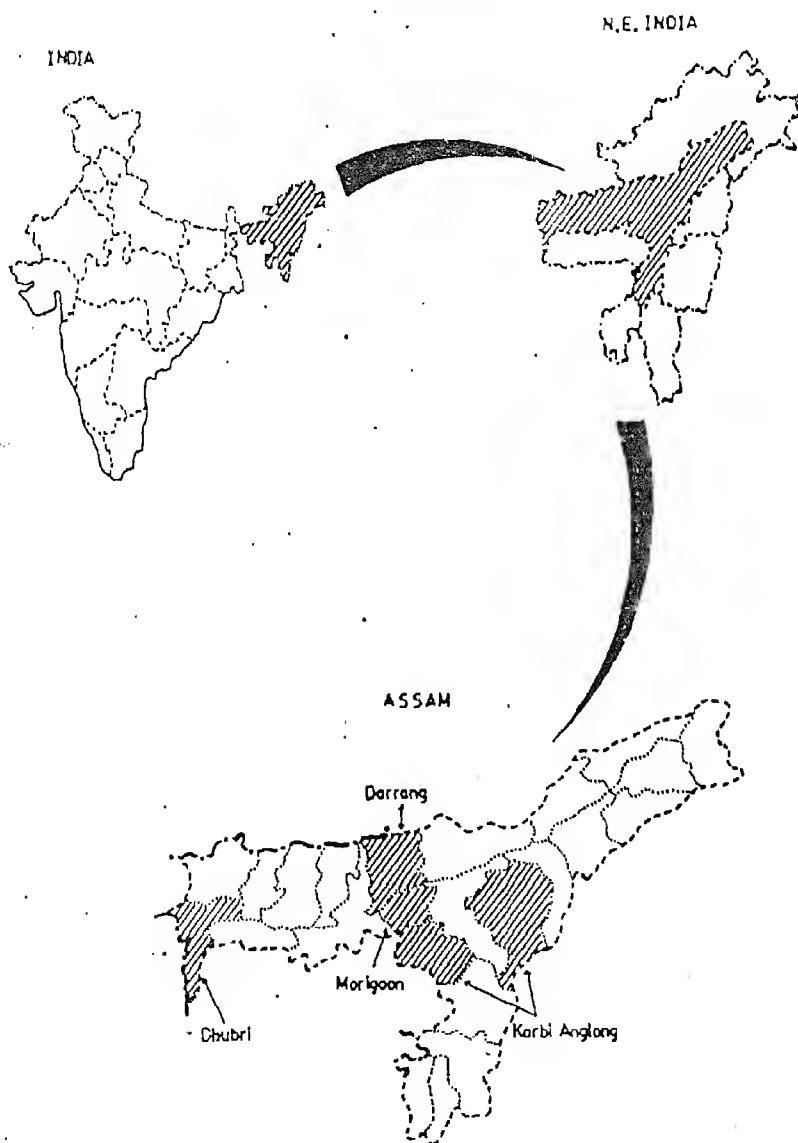 N.E. INDIA
INDIA
ASSAM
Darrang
Morigaon
Dhubri
Karbi Anglong